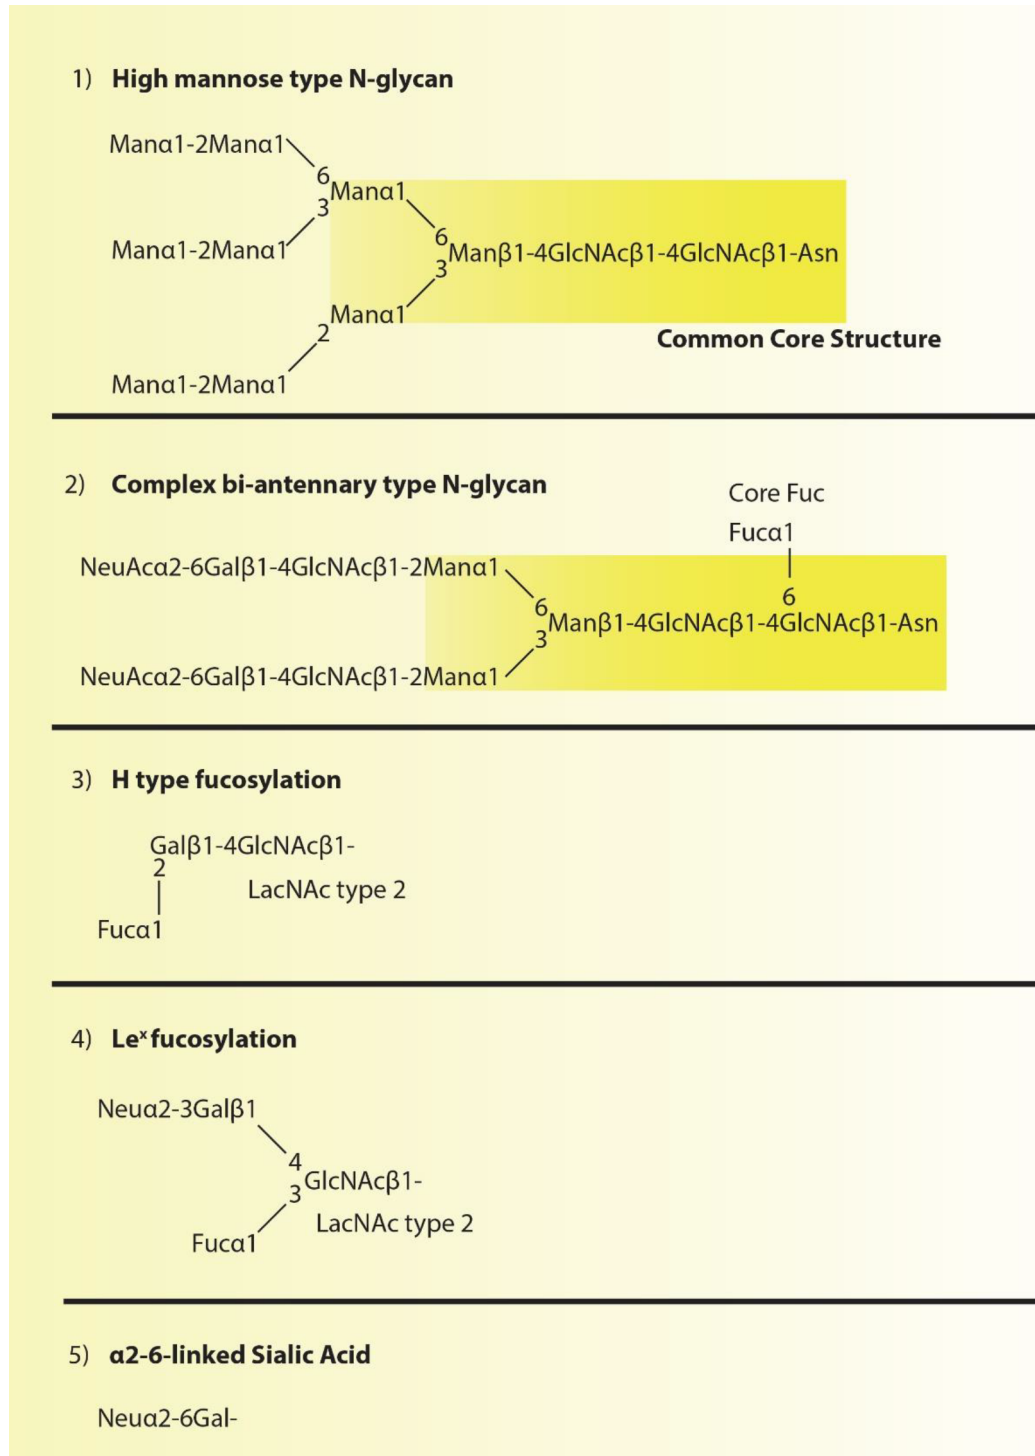 1) High mannose type N-glycan
Manα1-2Manα1
6
Manα1
3
Manα1-2Manα1
6
Manβ1-4GlcNAcβ1-4GlcNAcβ1-Asn
3
Manα1
2
Common Core Structure
Manα1-2Manα1
2) Complex bi-antennary type N-glycan
Core Fuc
Fucα1
NeuAcα2-6Galβ1-4GlcNAcβ1-2Manα1
6
6
Manβ1-4GlcNAcβ1-4GlcNAcβ1-Asn
3
NeuAcα2-6Galβ1-4GlcNAcβ1-2Manα1
3) H type fucosylation
Galβ1-4GlcNAcβ1-
2
LacNAc type 2
Fucα1
4) Leˣ fucosylation
Neuα2-3Galβ1
4
GlcNAcβ1-
3
LacNAc type 2
Fucα1
5) α2-6-linked Sialic Acid
Neuα2-6Gal-